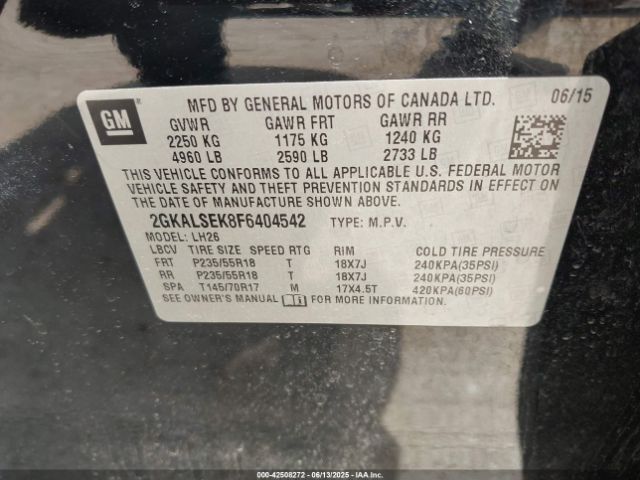 GM
MFD BY GENERAL MOTORS OF CANADA LTD. 06/15
GVWR GAWR FRT GAWR RR
2250 KG 1175 KG 1240 KG
4960 LB 2590 LB 2733 LB
THIS VEHICLE CONFORMS TO ALL APPLICABLE U.S. FEDERAL MOTOR
VEHICLE SAFETY AND THEFT PREVENTION STANDARDS IN EFFECT ON
THE DATE OF MANUFACTURE SHOWN ABOVE.
2GKALSEK8F6404542 TYPE: M.P.V.
MODEL: LH26
LBCV TIRE SIZE SPEED RTG RIM COLD TIRE PRESSURE
FRT P235/55R18 T 18X7J 240KPA(35PSI)
RR P235/55R18 T 18X7J 240KPA(35PSI)
SPA T145/70R17 M 17X4.5T 420KPA(60PSI)
SEE OWNER'S MANUAL FOR MORE INFORMATION.
© IAAI-COPART - 42508272 - 06/13/2025 - IAAI.CA